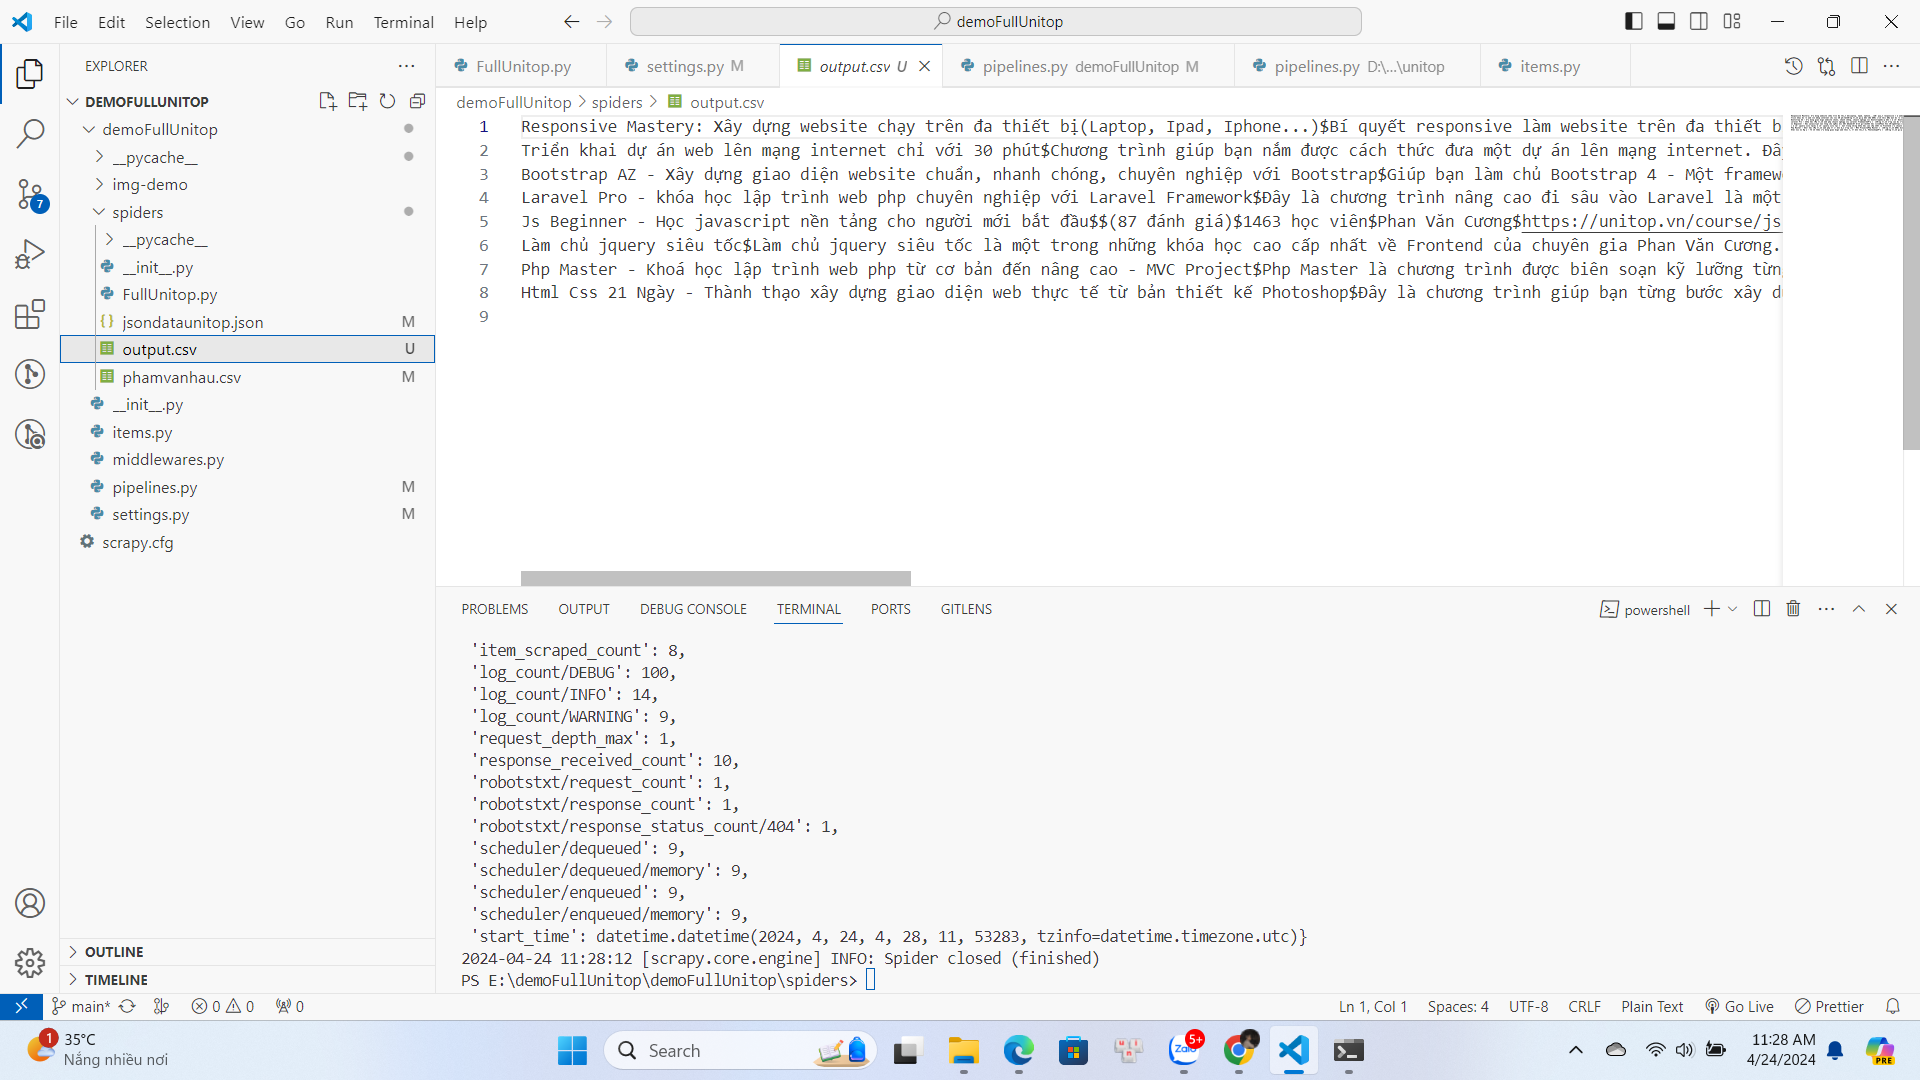 File Edit Selection View Go Run Terminal Help
demoFullUnitop
EXPLORER
DEMOFULLUNITOP
demoFullUnitop
__pycache__
img-demo
spiders
__pycache__
__init__.py
FullUnitop.py
jsondataunitop.json M
output.csv U
phamvanhau.csv M
__init__.py
items.py
middlewares.py
pipelines.py M
settings.py M
scrapy.cfg
OUTLINE
TIMELINE
7
FullUnitop.py settings.py M output.csv U pipelines.py demoFullUnitop M pipelines.py D:\...\unitop items.py
demoFullUnitop > spiders > output.csv
1 Responsive Mastery: Xây dựng website chạy trên đa thiết bị(Laptop, Ipad, Iphone...)$Bí quyết responsive làm website trên đa thiết b
2 Triển khai dự án web lên mạng internet chỉ với 30 phút$Chương trình giúp bạn nắm được cách thức đưa một dự án lên mạng internet. Đâ
3 Bootstrap AZ - Xây dựng giao diện website chuẩn, nhanh chóng, chuyên nghiệp với Bootstrap$Giúp bạn làm chủ Bootstrap 4 - Một framew
4 Laravel Pro - khóa học lập trình web php chuyên nghiệp với Laravel Framework$Đây là chương trình nâng cao đi sâu vào Laravel là một
5 Js Beginner - Học javascript nền tảng cho người mới bắt đầu$$(87 đánh giá)$1463 học viên$Phan Văn Cương$https://unitop.vn/course/js
6 Làm chủ jquery siêu tốc$Làm chủ jquery siêu tốc là một trong những khóa học cao cấp nhất về Frontend của chuyên gia Phan Văn Cương.
7 Php Master - Khoá học lập trình web php từ cơ bản đến nâng cao - MVC Project$Php Master là chương trình được biên soạn kỹ lưỡng từn
8 Html Css 21 Ngày - Thành thạo xây dựng giao diện web thực tế từ bản thiết kế Photoshop$Đây là chương trình giúp bạn từng bước xây dự
9
PROBLEMS OUTPUT DEBUG CONSOLE TERMINAL PORTS GITLENS
powershell
'item_scraped_count': 8,
'log_count/DEBUG': 100,
'log_count/INFO': 14,
'log_count/WARNING': 9,
'request_depth_max': 1,
'response_received_count': 10,
'robotstxt/request_count': 1,
'robotstxt/response_count': 1,
'robotstxt/response_status_count/404': 1,
'scheduler/dequeued': 9,
'scheduler/dequeued/memory': 9,
'scheduler/enqueued': 9,
'scheduler/enqueued/memory': 9,
'start_time': datetime.datetime(2024, 4, 24, 4, 28, 11, 53283, tzinfo=datetime.timezone.utc)}
2024-04-24 11:28:12 [scrapy.core.engine] INFO: Spider closed (finished)
PS E:\demoFullUnitop\demoFullUnitop\spiders>
main* 0 0 0 Ln 1, Col 1 Spaces: 4 UTF-8 CRLF Plain Text Go Live Prettier
1
35°C
Nắng nhiều nơi
Search
Zalo
5+
11:28 AM
4/24/2024
PRE